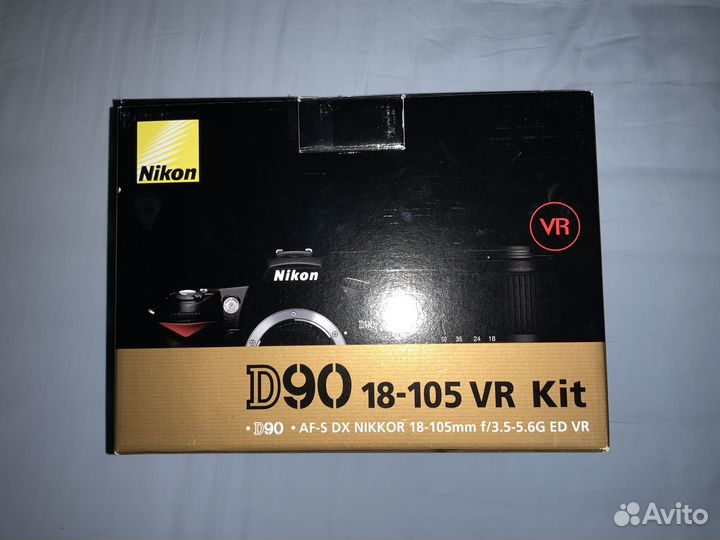 Nikon
VR
Nikon
D90
50 35 24 18
D90 18-105 VR Kit
• D90 • AF-S DX NIKKOR 18-105mm f/3.5-5.6G ED VR
Avito